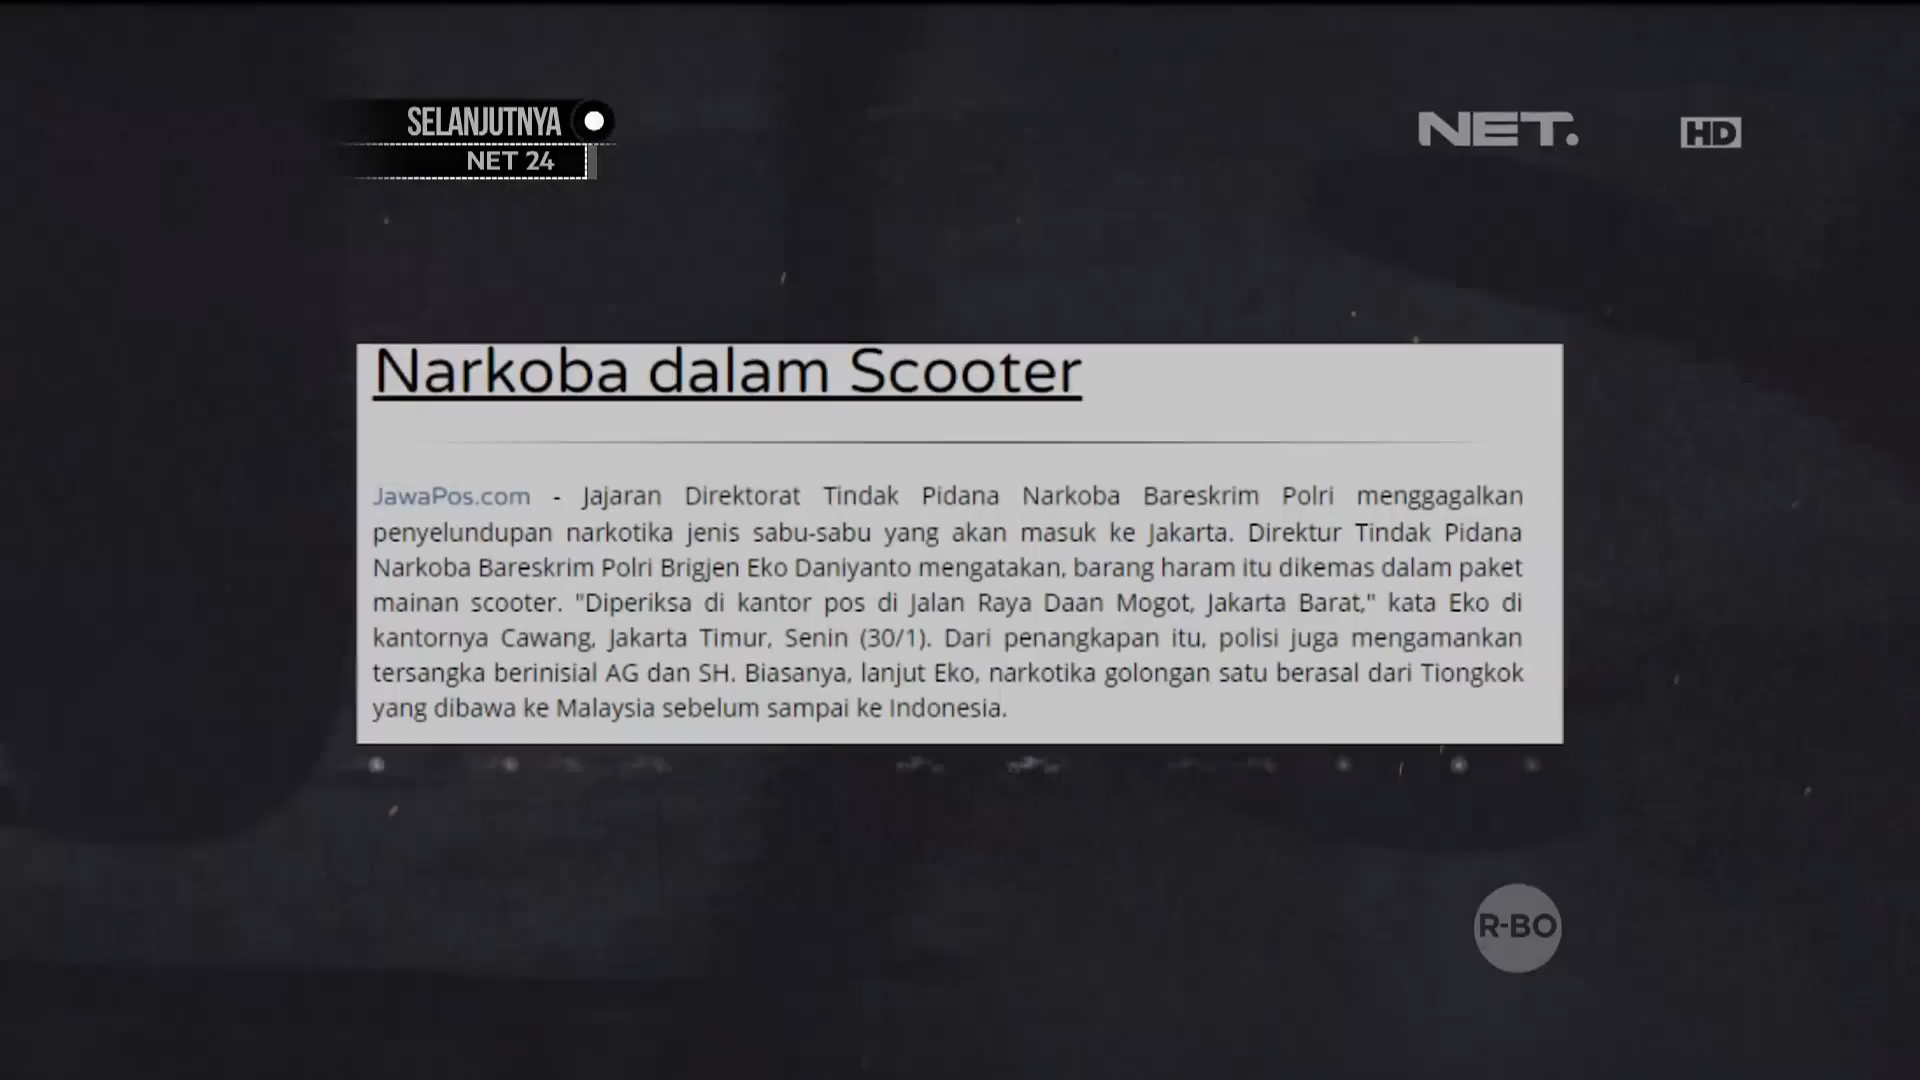 SELANJUTNYA
NET 24
NET.
HD
Narkoba dalam Scooter
JawaPos.com - Jajaran Direktorat Tindak Pidana Narkoba Bareskrim Polri menggagalkan
penyelundupan narkotika jenis sabu-sabu yang akan masuk ke Jakarta. Direktur Tindak Pidana
Narkoba Bareskrim Polri Brigjen Eko Daniyanto mengatakan, barang haram itu dikemas dalam paket
mainan scooter. "Diperiksa di kantor pos di Jalan Raya Daan Mogot, Jakarta Barat," kata Eko di
kantornya Cawang, Jakarta Timur, Senin (30/1). Dari penangkapan itu, polisi juga mengamankan
tersangka berinisial AG dan SH. Biasanya, lanjut Eko, narkotika golongan satu berasal dari Tiongkok
yang dibawa ke Malaysia sebelum sampai ke Indonesia.
R-BO